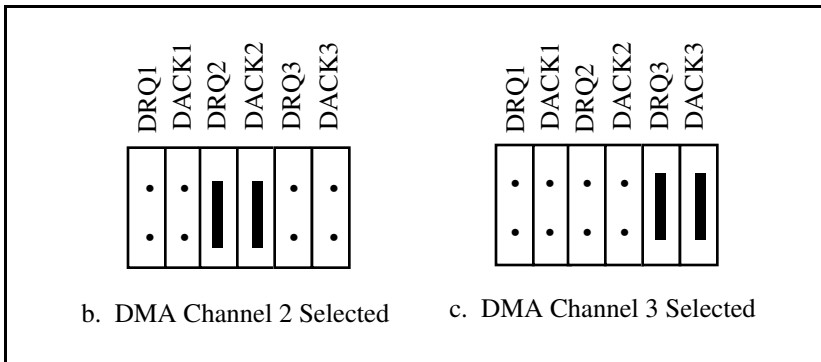 DRQ1
DACK1
DRQ2
DACK2
DRQ3
DACK3
b. DMA Channel 2 Selected
DRQ1
DACK1
DRQ2
DACK2
DRQ3
DACK3
c. DMA Channel 3 Selected